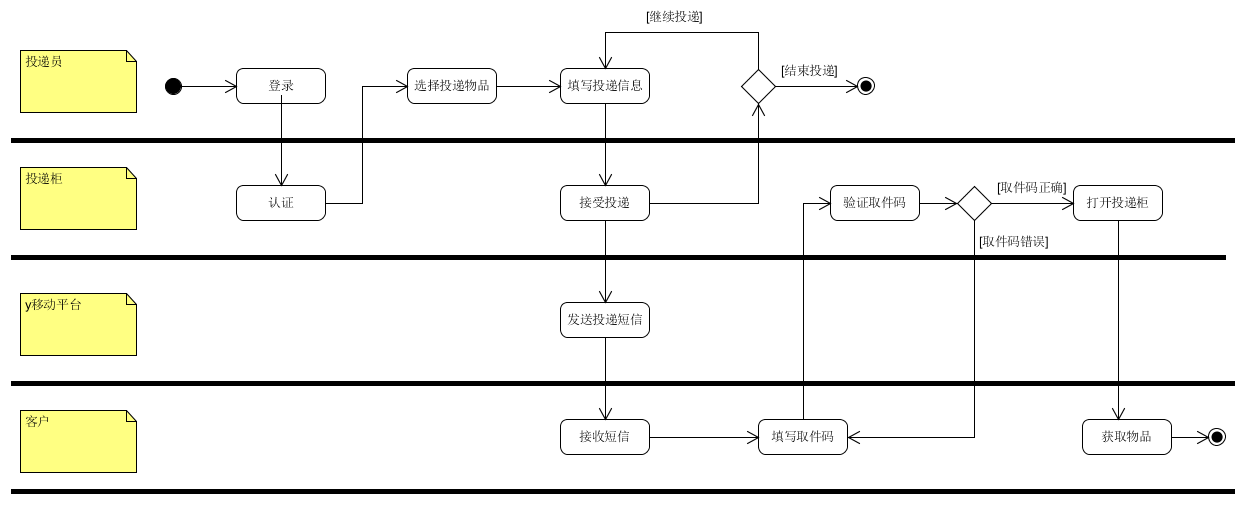 [继续投递]
投递员
登录
选择投递物品
填写投递信息
[结束投递]
投递柜
认证
接受投递
验证取件码
[取件码正确]
打开投递柜
[取件码错误]
y移动平台
发送投递短信
客户
接收短信
填写取件码
获取物品